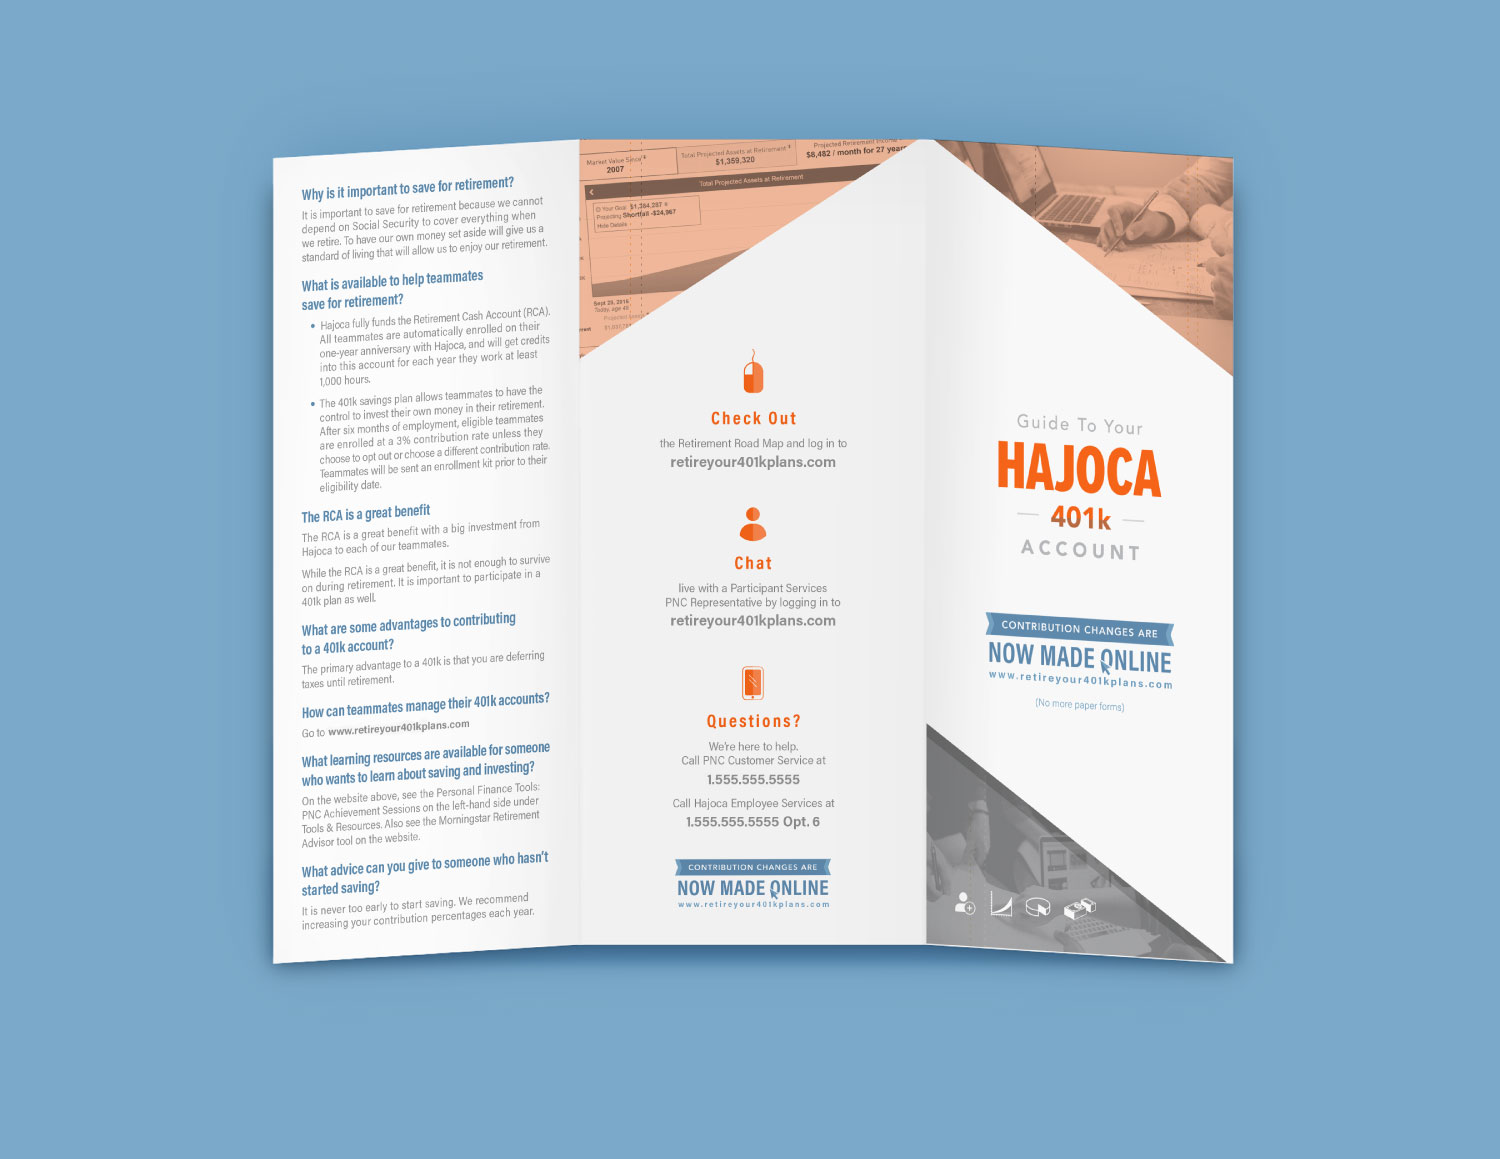 Why is it important to save for retirement?
It is important to save for retirement because we cannot
depend on Social Security to cover everything when
we retire. To have our own money set aside will give us a
standard of living that will allow us to enjoy our retirement.
What is available to help teammates
save for retirement?
• Hajoca fully funds the Retirement Cash Account (RCA).
All teammates are automatically enrolled on their
one-year anniversary with Hajoca, and will get credits
into this account for each year they work at least
1,000 hours.
• The 401k savings plan allows teammates to have the
control to invest their own money in their retirement.
After six months of employment, eligible teammates
are enrolled at a 3% contribution rate unless they
choose to opt out or choose a different contribution rate.
Teammates will be sent an enrollment kit prior to their
eligibility date.
The RCA is a great benefit
The RCA is a great benefit with a big investment from
Hajoca to each of our teammates.
While the RCA is a great benefit, it is not enough to survive
on during retirement. It is important to participate in a
401k plan as well.
What are some advantages to contributing
to a 401k account?
The primary advantage to a 401k is that you are deferring
taxes until retirement.
How can teammates manage their 401k accounts?
Go to www.retireyour401kplans.com
What learning resources are available for someone
who wants to learn about saving and investing?
On the website above, see the Personal Finance Tools:
PNC Achievement Sessions on the left-hand side under
Tools & Resources. Also see the Morningstar Retirement
Advisor tool on the website.
What advice can you give to someone who hasn't
started saving?
It is never too early to start saving. We recommend
increasing your contribution percentages each year.
Market Value Since
2007
Total Projected Assets at Retirement
$1,359,320
Projected Retirement Income
$8,482 / month for 27 years
Total Projected Assets at Retirement
Your Goal $1,384,287
Providing Shortfall -$24,967
Hide Details
Sept 26, 2016
Today, age 40
Check Out
the Retirement Road Map and log in to
retireyour401kplans.com
Chat
live with a Participant Services
PNC Representative by logging in to
retireyour401kplans.com
Questions?
We're here to help.
Call PNC Customer Service at
1.555.555.5555
Call Hajoca Employee Services at
1.555.555.5555 Opt. 6
CONTRIBUTION CHANGES ARE
NOW MADE ONLINE
www.retireyour401kplans.com
Guide To Your
HAJOCA
401k
ACCOUNT
CONTRIBUTION CHANGES ARE
NOW MADE ONLINE
www.retireyour401kplans.com
(No more paper forms)